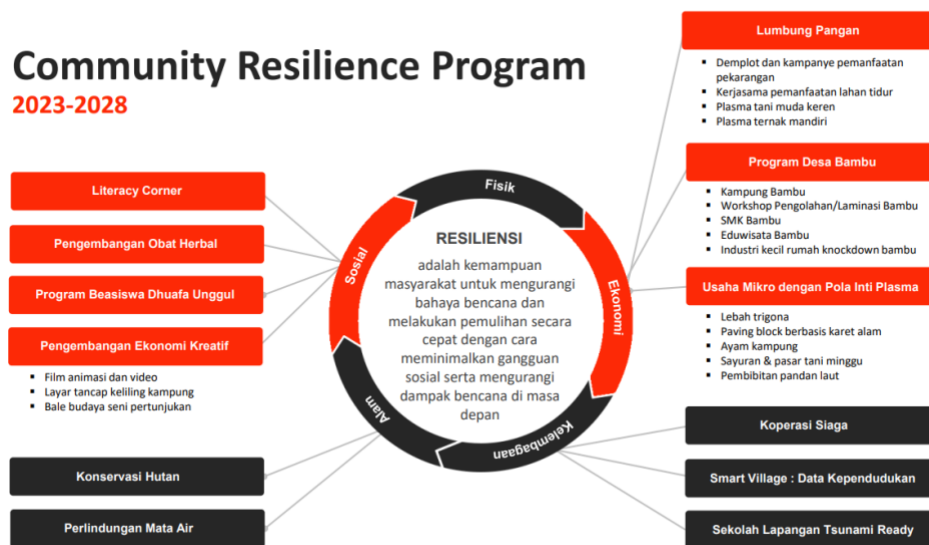 Community Resilience Program
2023-2028
Literacy Corner
Pengembangan Obat Herbal
Program Beasiswa Dhuafa Unggul
Pengembangan Ekonomi Kreatif
▪ Film animasi dan video
▪ Layar tancap keliling kampung
▪ Bale budaya seni pertunjukan
Konservasi Hutan
Perlindungan Mata Air
Fisik
Ekonomi
Kelembagaan
Alam
Sosial
RESILIENSI
adalah kemampuan
masyarakat untuk mengurangi
bahaya bencana dan
melakukan pemulihan secara
cepat dengan cara
meminimalkan gangguan
sosial serta mengurangi
dampak bencana di masa
depan
Lumbung Pangan
▪ Demplot dan kampanye pemanfaatan
pekarangan
▪ Kerjasama pemanfaatan lahan tidur
▪ Plasma tani muda keren
▪ Plasma ternak mandiri
Program Desa Bambu
▪ Kampung Bambu
▪ Workshop Pengolahan/Laminasi Bambu
▪ SMK Bambu
▪ Eduwisata Bambu
▪ Industri kecil rumah knockdown bambu
Usaha Mikro dengan Pola Inti Plasma
▪ Lebah trigona
▪ Paving block berbasis karet alam
▪ Ayam kampung
▪ Sayuran & pasar tani minggu
▪ Pembibitan pandan laut
Koperasi Siaga
Smart Village : Data Kependudukan
Sekolah Lapangan Tsunami Ready